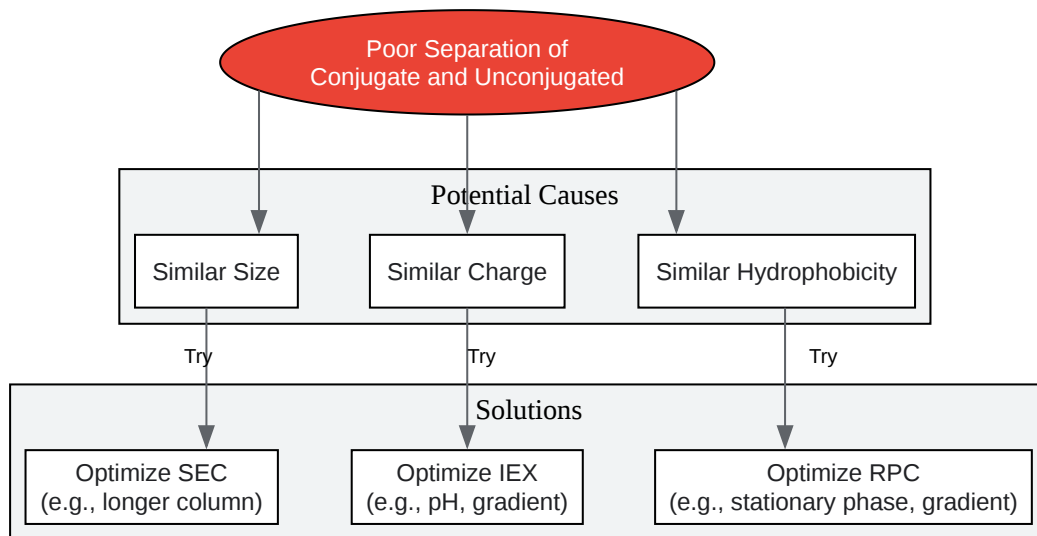 Poor Separation of
Conjugate and Unconjugated
Potential Causes
Similar Size
Similar Charge
Similar Hydrophobicity
Try
Try
Try
Solutions
Optimize SEC
(e.g., longer column)
Optimize IEX
(e.g., pH, gradient)
Optimize RPC
(e.g., stationary phase, gradient)